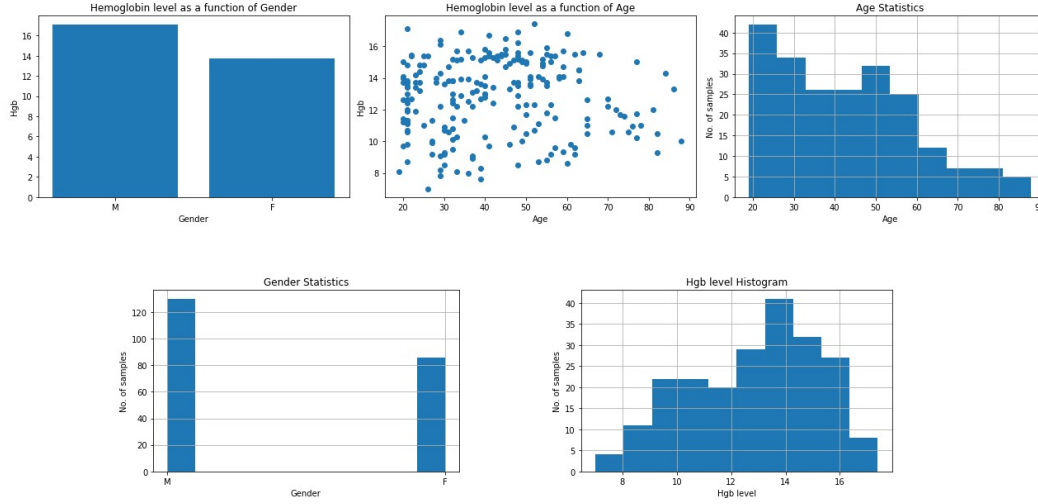 Hemoglobin level as a function of Gender
Hgb
16
14
12
10
8
6
4
2
0
M F
Gender
Hemoglobin level as a function of Age
Hgb
16
14
12
10
8
20 30 40 50 60 70 80 90
Age
Age Statistics
No. of samples
40
35
30
25
20
15
10
5
0
20 30 40 50 60 70 80 90
Age
Gender Statistics
No. of samples
120
100
80
60
40
20
0
M F
Gender
Hgb level Histogram
No. of samples
40
35
30
25
20
15
10
5
0
8 10 12 14 16
Hgb level